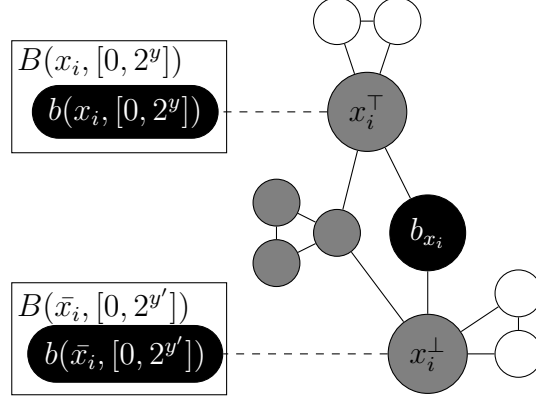 B(x_i, [0, 2^y])
b(x_i, [0, 2^y])
x_i^⊤
b_{x_i}
B(x̄_i, [0, 2^{y'}])
b(x̄_i, [0, 2^{y'}])
x_i^⊥